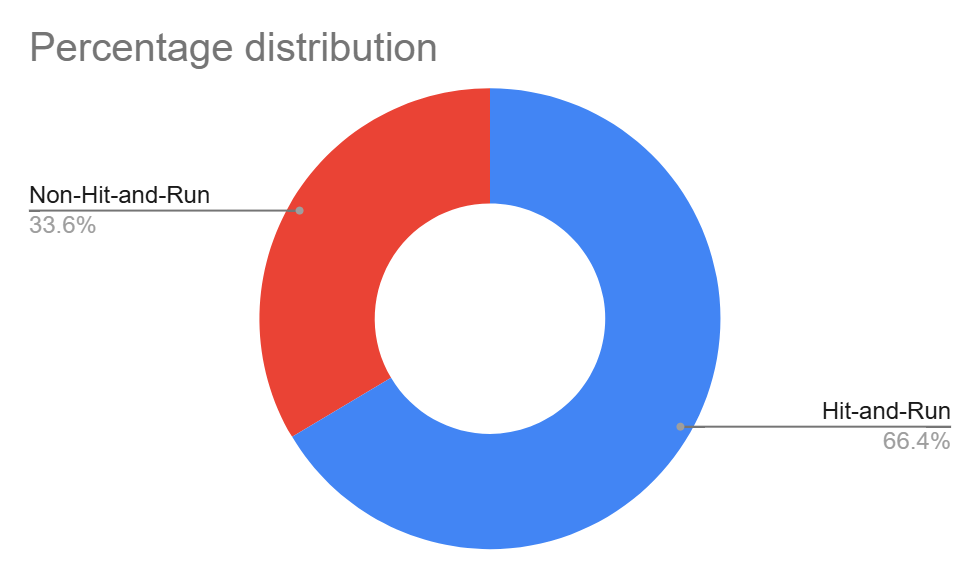 Percentage distribution
Non-Hit-and-Run
33.6%
Hit-and-Run
66.4%